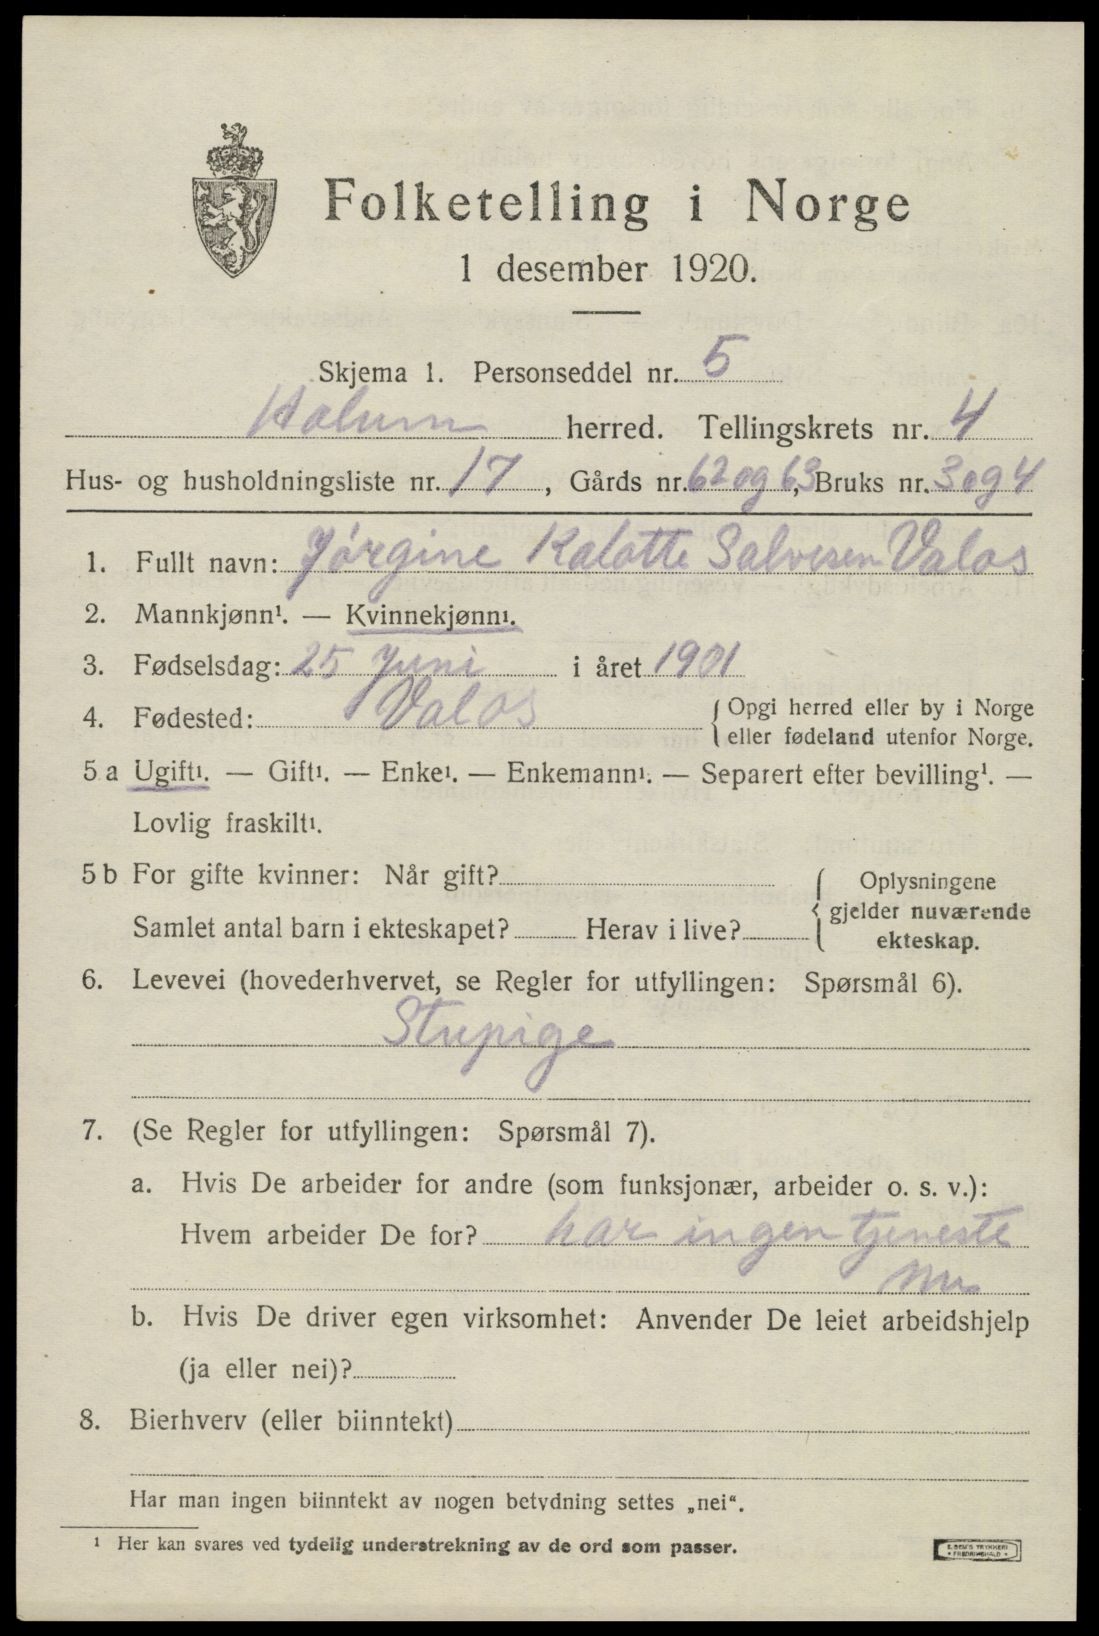 Folketelling i Norge
1 desember 1920.
Skjema 1. Personseddel nr. 5
Halum herred. Tellingskrets nr. 4
Hus- og husholdningsliste nr. 17, Gårds nr. 62 og 63, Bruks nr. 3 og 4
1. Fullt navn: Jørgine Kalotte Salvesen Valos
2. Mannkjønn¹. — Kvinnekjønn¹.
3. Fødselsdag: 25 Juni i året 1901
4. Fødested: Valos { Opgi herred eller by i Norge
eller fødeland utenfor Norge.
5 a Ugift¹. — Gift¹. — Enke¹. — Enkemann¹. — Separert efter bevilling¹. —
Lovlig fraskilt¹.
5 b For gifte kvinner: Når gift?
Samlet antal barn i ekteskapet? Herav i live?
{ Oplysningene
gjelder nuværende
ekteskap.
6. Levevei (hovederhvervet, se Regler for utfyllingen: Spørsmål 6).
Stupige
7. (Se Regler for utfyllingen: Spørsmål 7).
a. Hvis De arbeider for andre (som funksjonær, arbeider o. s. v.):
Hvem arbeider De for? har ingen tjeneste
nu
b. Hvis De driver egen virksomhet: Anvender De leiet arbeidshjelp
(ja eller nei)?
8. Bierhverv (eller biinntekt)
Har man ingen biinntekt av nogen betydning settes „nei“.
¹ Her kan svares ved tydelig understrekning av de ord som passer.
E. SEM'S TRYKKERI
• FREDRIKSHALD •